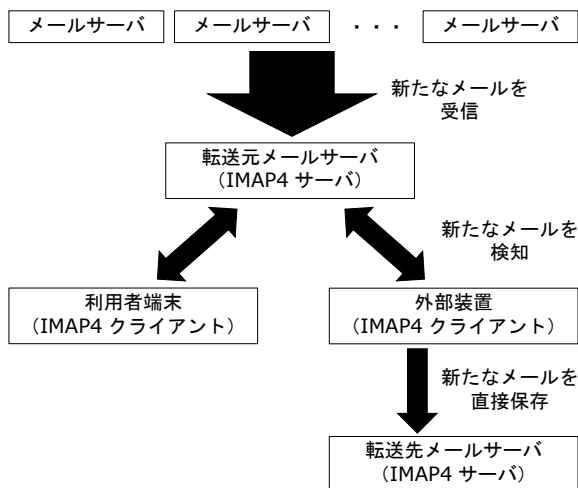 メールサーバ メールサーバ ・・・ メールサーバ
新たなメールを
受信
転送元メールサーバ
（IMAP4 サーバ）
新たなメールを
検知
利用者端末
（IMAP4 クライアント）
外部装置
（IMAP4 クライアント）
新たなメールを
直接保存
転送先メールサーバ
（IMAP4 サーバ）